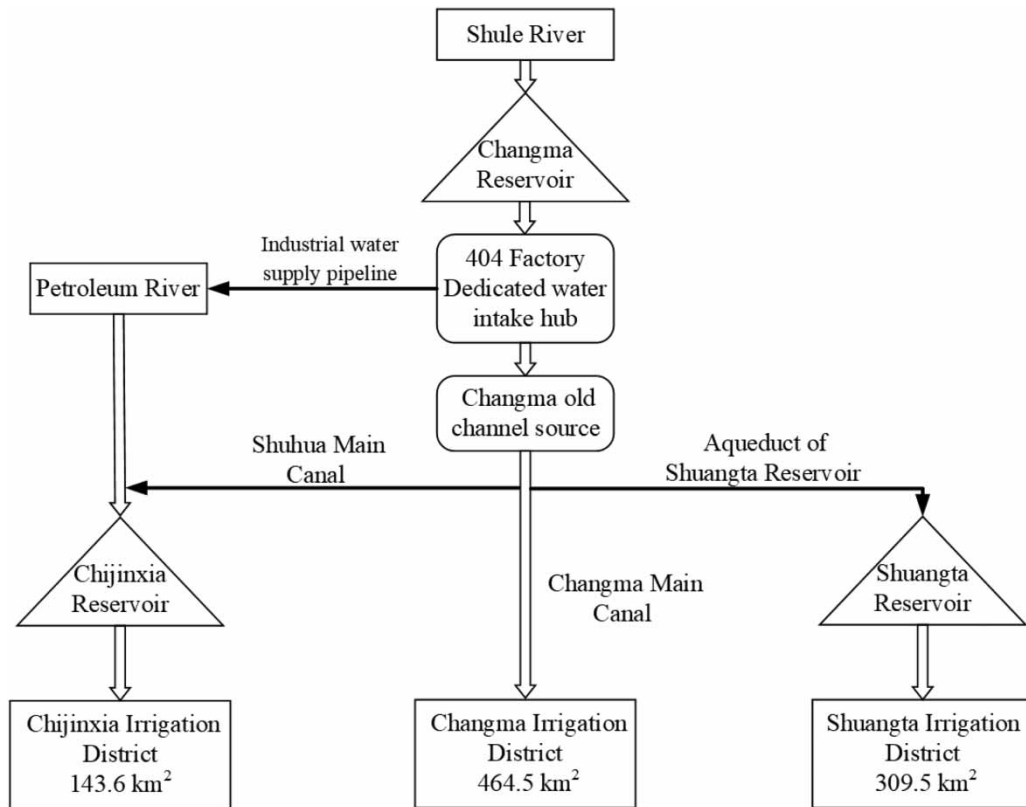 Shule River
Changma
Reservoir
Industrial water
supply pipeline
404 Factory
Dedicated water
intake hub
Petroleum River
Changma old
channel source
Shuhua Main
Canal
Aqueduct of
Shuangta Reservoir
Chijinxia
Reservoir
Changma Main
Canal
Shuangta
Reservoir
Chijinxia Irrigation
District
143.6 km²
Changma Irrigation
District
464.5 km²
Shuangta Irrigation
District
309.5 km²